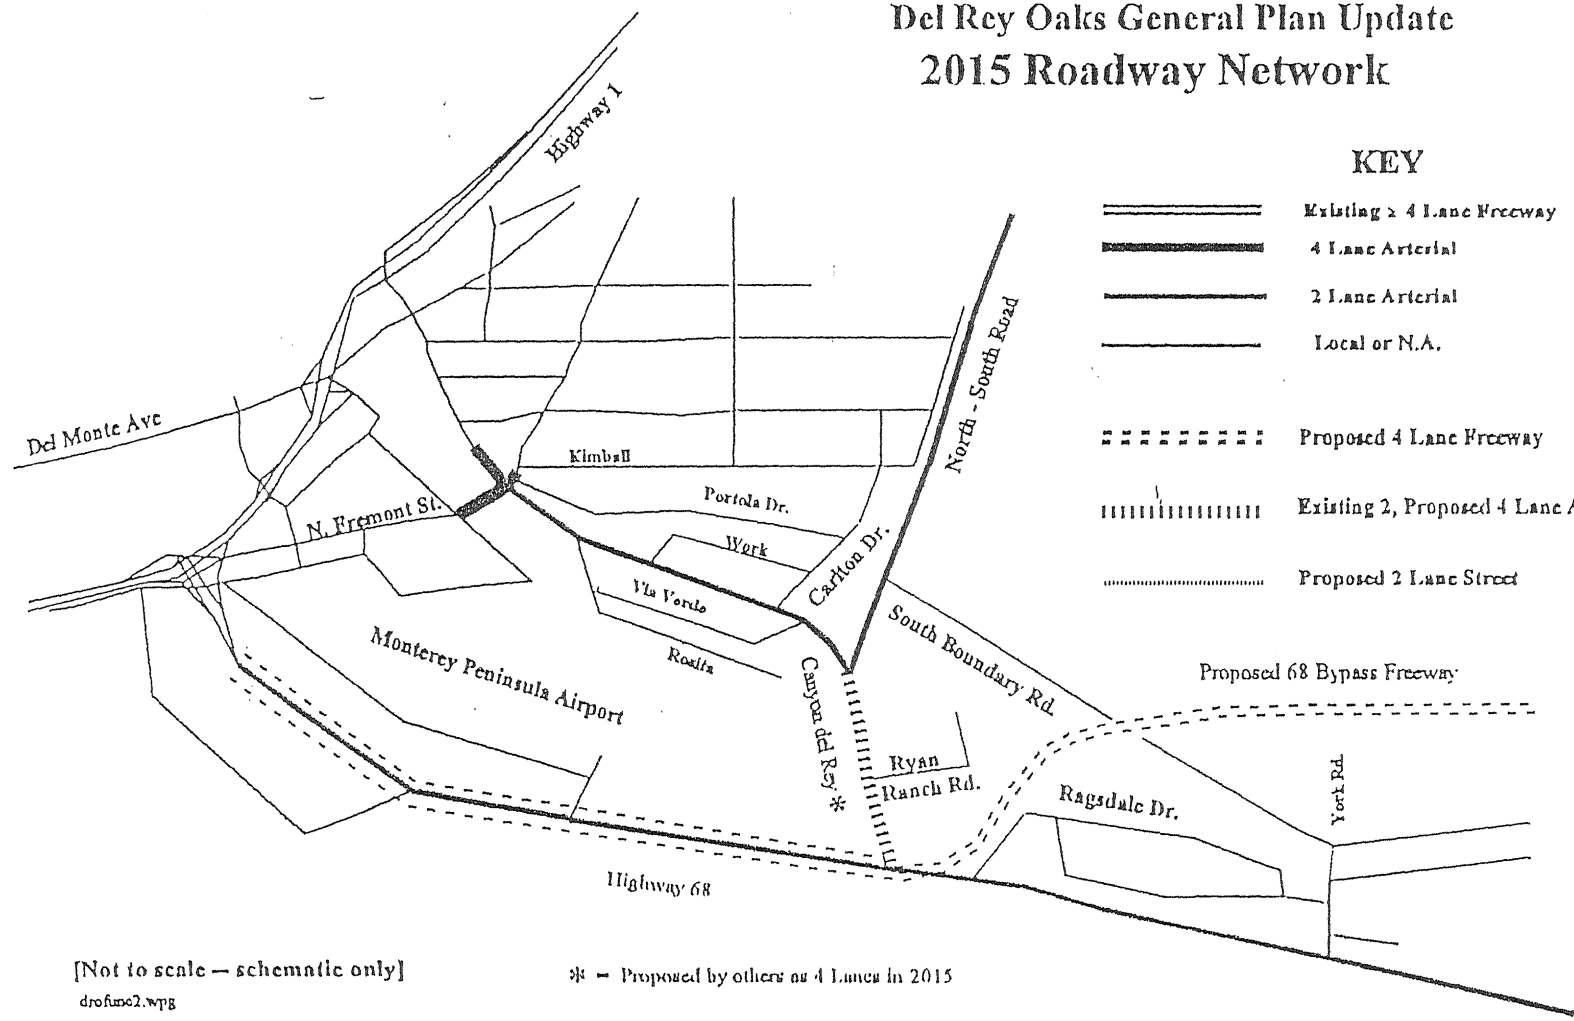 Del Rey Oaks General Plan Update
2015 Roadway Network
KEY
Existing ≥ 4 Lane Freeway
4 Lane Arterial
2 Lane Arterial
Local or N.A.
Proposed 4 Lane Freeway
Existing 2, Proposed 4 Lane A
Proposed 2 Lane Street
Highway 1
Del Monte Ave
N. Fremont St.
Kimball
Portola Dr.
Work
Via Verde
Rosita
Carlton Dr.
North - South Road
South Boundary Rd.
Monterey Peninsula Airport
Canyon del Rey *
Ryan
Ranch Rd.
Proposed 68 Bypass Freeway
Ragsdale Dr.
York Rd.
Highway 68
[Not to scale – schematic only]
* – Proposed by others as 4 Lanes in 2015
drofunc2.wpg